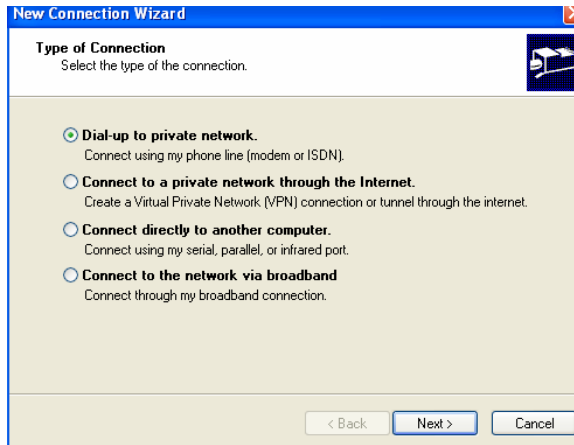 New Connection Wizard
Type of Connection
Select the type of the connection.
Dial-up to private network.
Connect using my phone line (modem or ISDN).
Connect to a private network through the Internet.
Create a Virtual Private Network (VPN) connection or tunnel through the internet.
Connect directly to another computer.
Connect using my serial, parallel, or infrared port.
Connect to the network via broadband
Connect through my broadband connection.
< Back Next > Cancel